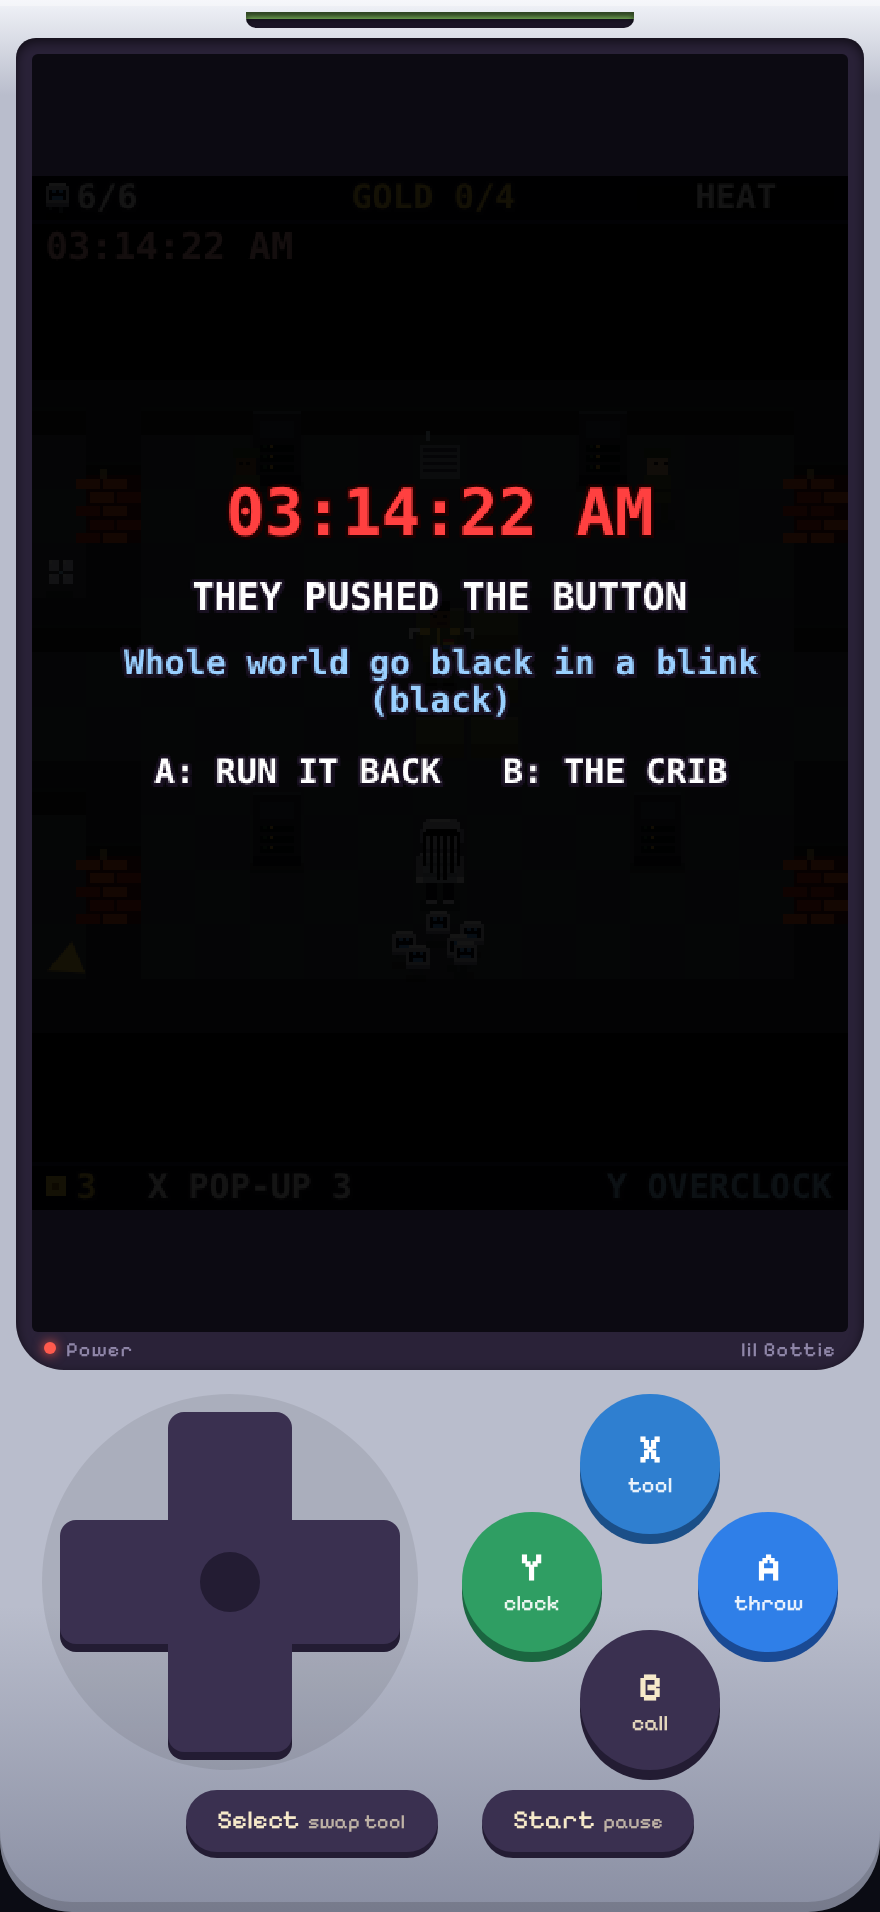 6/6 GOLD 0/4 HEAT
03:14:22 AM
03:14:22 AM
THEY PUSHED THE BUTTON
Whole world go black in a blink
(black)
A: RUN IT BACK B: THE CRIB
3 X POP-UP 3 Y OVERCLOCK
Power lil Bottie
X
tool
Y
clock
A
throw
B
call
Select swap tool
Start pause